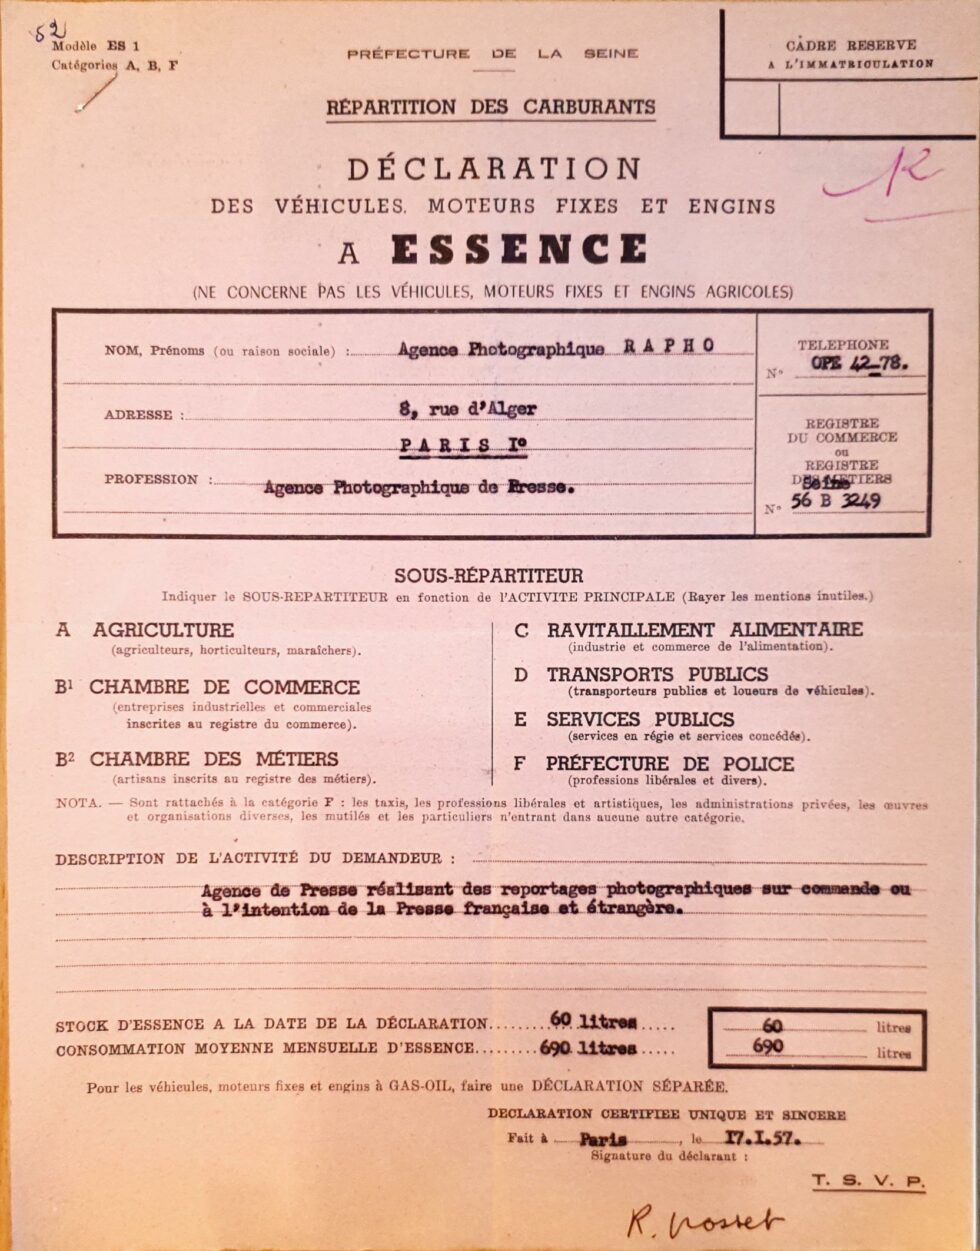 62
Modèle ES 1
Catégories A, B, F
PRÉFECTURE DE LA SEINE
CADRE RESERVE
A L'IMMATRICULATION
RÉPARTITION DES CARBURANTS
DÉCLARATION
DES VÉHICULES. MOTEURS FIXES ET ENGINS
A ESSENCE
(NE CONCERNE PAS LES VÉHICULES, MOTEURS FIXES ET ENGINS AGRICOLES)
NOM, Prénoms (ou raison sociale) : Agence Photographique R A P H O
TELEPHONE
N° OPE 42-78.
ADRESSE : 8, rue d'Alger
P A R I S I°
PROFESSION : Agence Photographique de Presse.
REGISTRE
DU COMMERCE
ou
REGISTRE
DES METIERS
Seine
N° 56 B 3249
SOUS-RÉPARTITEUR
Indiquer le SOUS-REPARTITEUR en fonction de l'ACTIVITE PRINCIPALE (Rayer les mentions inutiles.)
A AGRICULTURE
(agriculteurs, horticulteurs, maraîchers).
B¹ CHAMBRE DE COMMERCE
(entreprises industrielles et commerciales
inscrites au registre du commerce).
B² CHAMBRE DES MÉTIERS
(artisans inscrits au registre des métiers).
C RAVITAILLEMENT ALIMENTAIRE
(industrie et commerce de l'alimentation).
D TRANSPORTS PUBLICS
(transporteurs publics et loueurs de véhicules).
E SERVICES PUBLICS
(services en régie et services concédés).
F PRÉFECTURE DE POLICE
(professions libérales et divers).
NOTA. — Sont rattachés à la catégorie F : les taxis, les professions libérales et artistiques, les administrations privées, les œuvres
et organisations diverses, les mutilés et les particuliers n'entrant dans aucune autre catégorie.
DESCRIPTION DE L'ACTIVITÉ DU DEMANDEUR :
Agence de Presse réalisant des reportages photographiques sur commande ou
à l'intention de la Presse française et étrangère.
STOCK D'ESSENCE A LA DATE DE LA DÉCLARATION........60 litres..... 60 litres
CONSOMMATION MOYENNE MENSUELLE D'ESSENCE.........690 litres..... 690 litres
Pour les véhicules, moteurs fixes et engins à GAS-OIL, faire une DÉCLARATION SÉPARÉE.
DECLARATION CERTIFIEE UNIQUE ET SINCERE
Fait à Paris, le 17.I.57.
Signature du déclarant :
T. S. V. P.